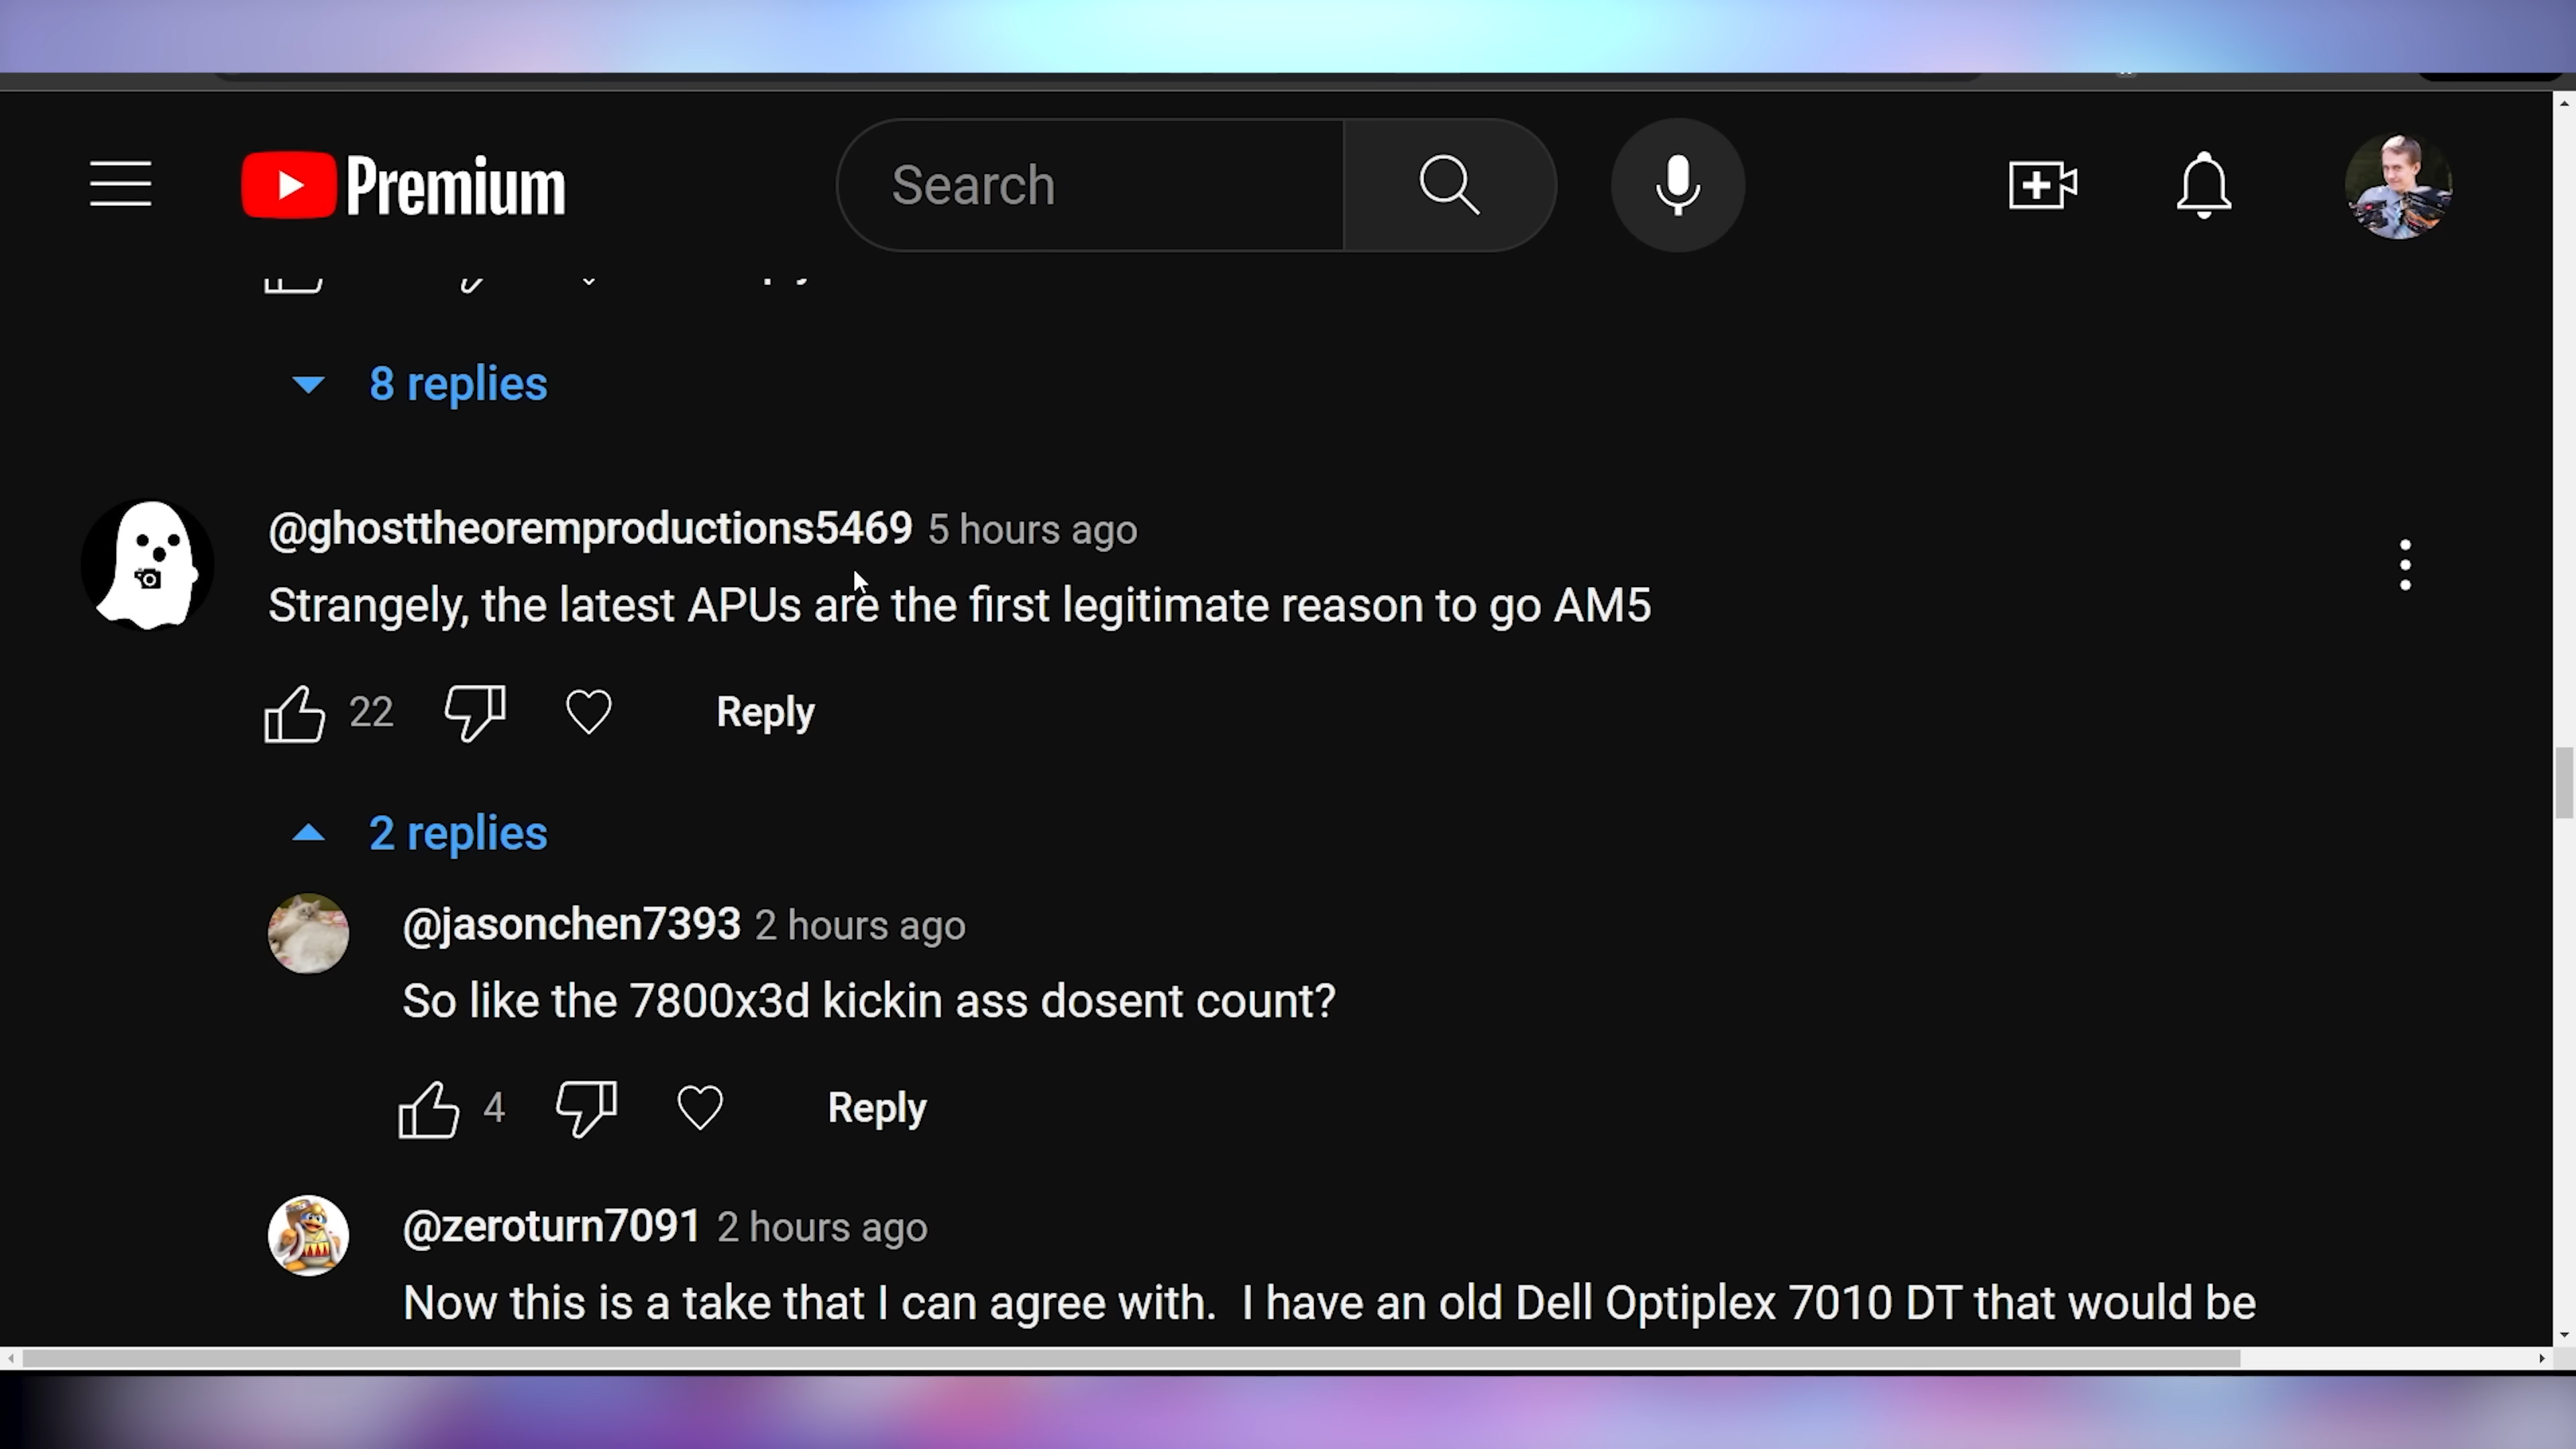 Premium
Search
8 replies
@ghosttheoremproductions5469 5 hours ago
Strangely, the latest APUs are the first legitimate reason to go AM5
22
Reply
2 replies
@jasonchen7393 2 hours ago
So like the 7800x3d kickin ass dosent count?
4
Reply
@zeroturn7091 2 hours ago
Now this is a take that I can agree with.  I have an old Dell Optiplex 7010 DT that would be